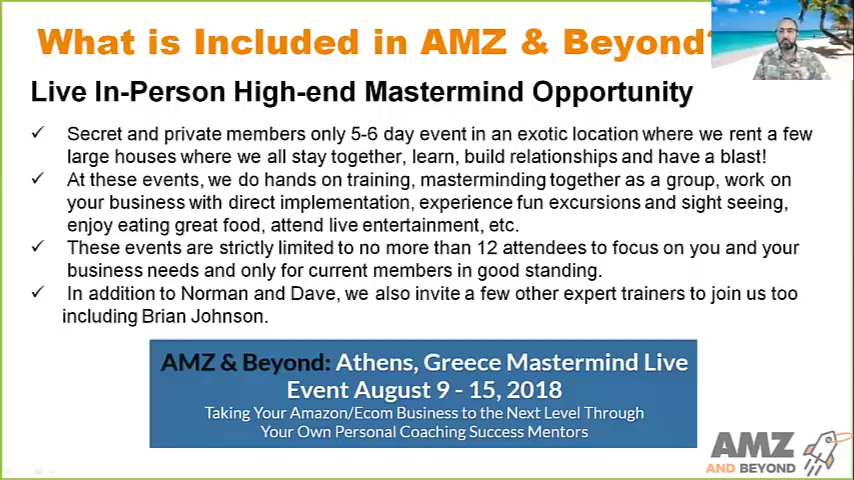 What is Included in AMZ & Beyond?
Live In-Person High-end Mastermind Opportunity
✓ Secret and private members only 5-6 day event in an exotic location where we rent a few
large houses where we all stay together, learn, build relationships and have a blast!
✓ At these events, we do hands on training, masterminding together as a group, work on
your business with direct implementation, experience fun excursions and sight seeing,
enjoy eating great food, attend live entertainment, etc.
✓ These events are strictly limited to no more than 12 attendees to focus on you and your
business needs and only for current members in good standing.
✓ In addition to Norman and Dave, we also invite a few other expert trainers to join us too
including Brian Johnson.
AMZ & Beyond: Athens, Greece Mastermind Live
Event August 9 - 15, 2018
Taking Your Amazon/Ecom Business to the Next Level Through
Your Own Personal Coaching Success Mentors
AMZ
AND BEYOND